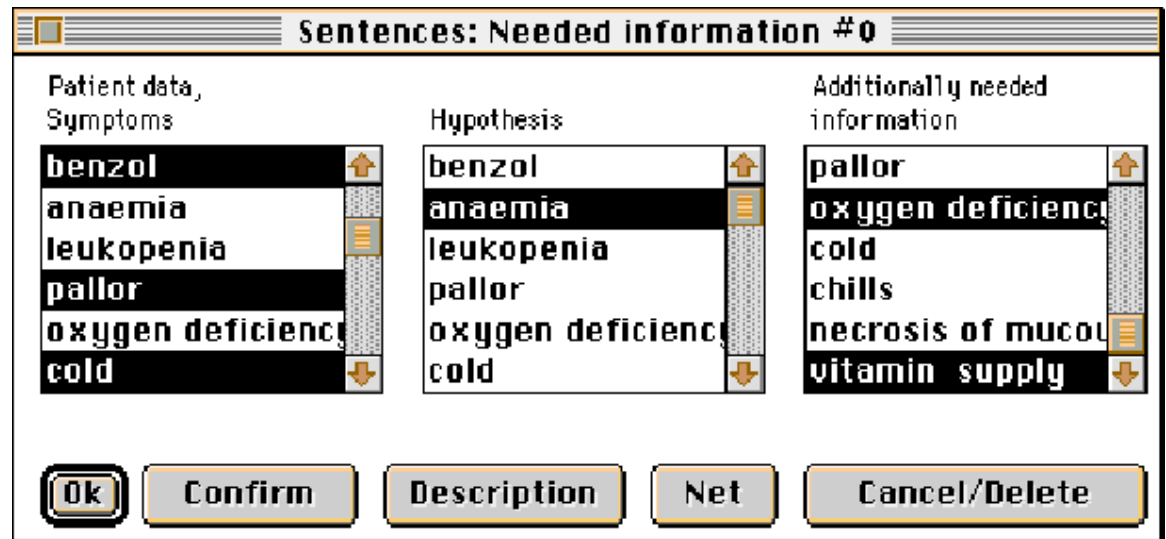 Sentences: Needed information #0
Patient data,
Symptoms
benzol
anaemia
leukopenia
pallor
oxygen deficiency
cold
Hypothesis
benzol
anaemia
leukopenia
pallor
oxygen deficiency
cold
Additionally needed
information
pallor
oxygen deficiency
cold
chills
necrosis of mucou
vitamin supply
Ok
Confirm
Description
Net
Cancel/Delete